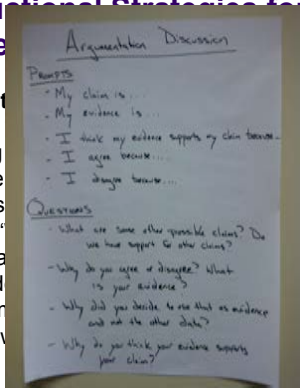 Argumentation Discussion
Prompts
- My claim is ...
- My evidence is ...
- I think my evidence supports my claim because...
- I agree because....
- I disagree because....
Questions
- What are some other possible claims? Do
we have support for other claims?
- Why do you agree or disagree? What
is your evidence?
- Why did you decide to use that as evidence
and not the other data?
- Why do you think your evidence supports
your claim?